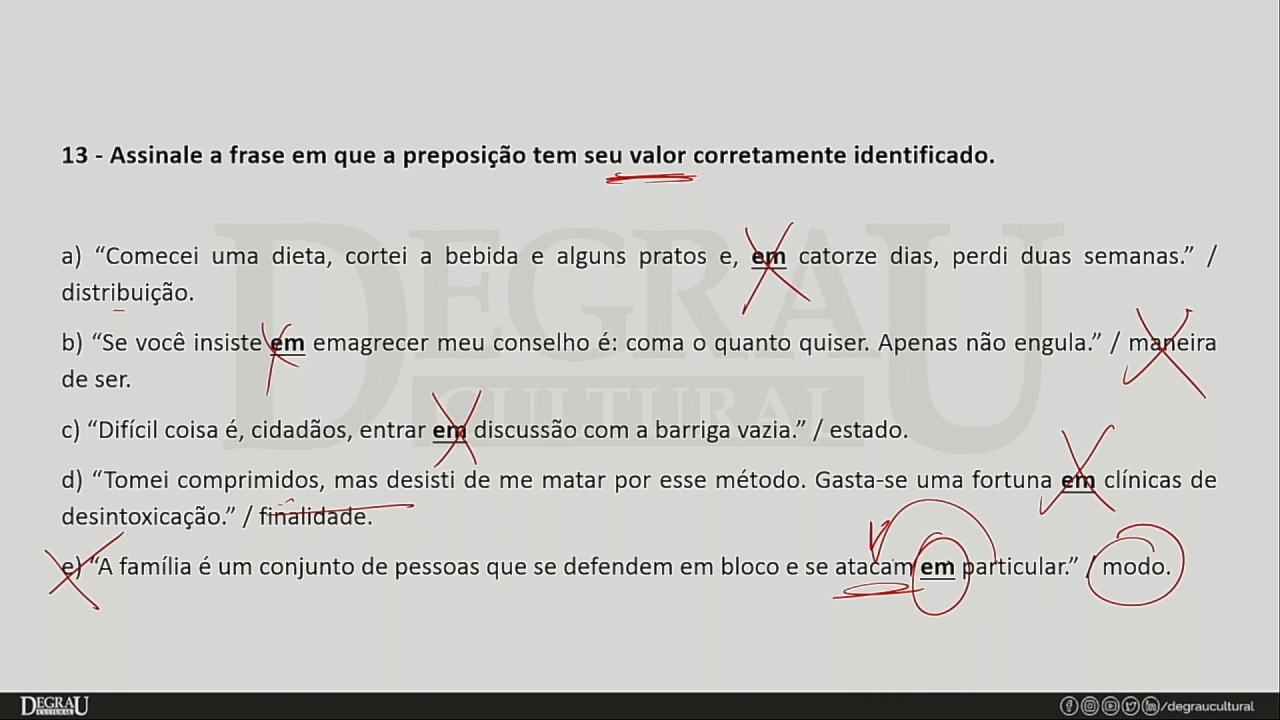 13 - Assinale a frase em que a preposição tem seu valor corretamente identificado.
a) “Comecei uma dieta, cortei a bebida e alguns pratos e, em catorze dias, perdi duas semanas.” /
distribuição.
b) “Se você insiste em emagrecer meu conselho é: coma o quanto quiser. Apenas não engula.” / maneira
de ser.
c) “Difícil coisa é, cidadãos, entrar em discussão com a barriga vazia.” / estado.
d) “Tomei comprimidos, mas desisti de me matar por esse método. Gasta-se uma fortuna em clínicas de
desintoxicação.” / finalidade.
e) “A família é um conjunto de pessoas que se defendem em bloco e se atacam em particular.” / modo.
DEGRAU
CULTURAL
DEGRAU
CULTURAL
/degraucultural